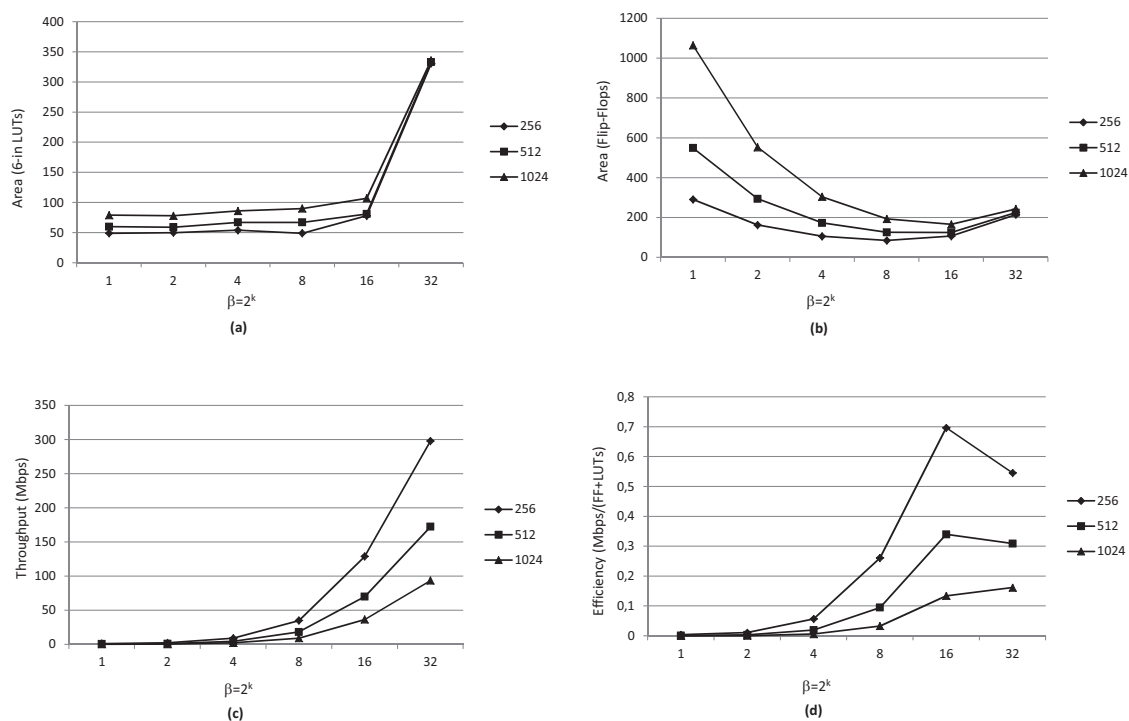 400
350
300
250
200
150
100
50
0
Area (6-in LUTs)
1 2 4 8 16 32
β=2^k
(a)
256
512
1024
1200
1000
800
600
400
200
0
Area (Flip-Flops)
1 2 4 8 16 32
β=2^k
(b)
256
512
1024
350
300
250
200
150
100
50
0
Throughput (Mbps)
1 2 4 8 16 32
β=2^k
(c)
256
512
1024
0,8
0,7
0,6
0,5
0,4
0,3
0,2
0,1
0
Efficiency (Mbps/(FF+LUTs)
1 2 4 8 16 32
β=2^k
(d)
256
512
1024